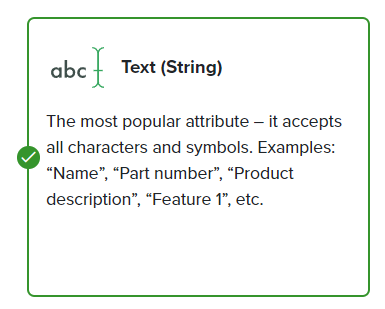 abc Text (String)
The most popular attribute – it accepts
all characters and symbols. Examples:
“Name”, “Part number”, “Product
description”, “Feature 1”, etc.